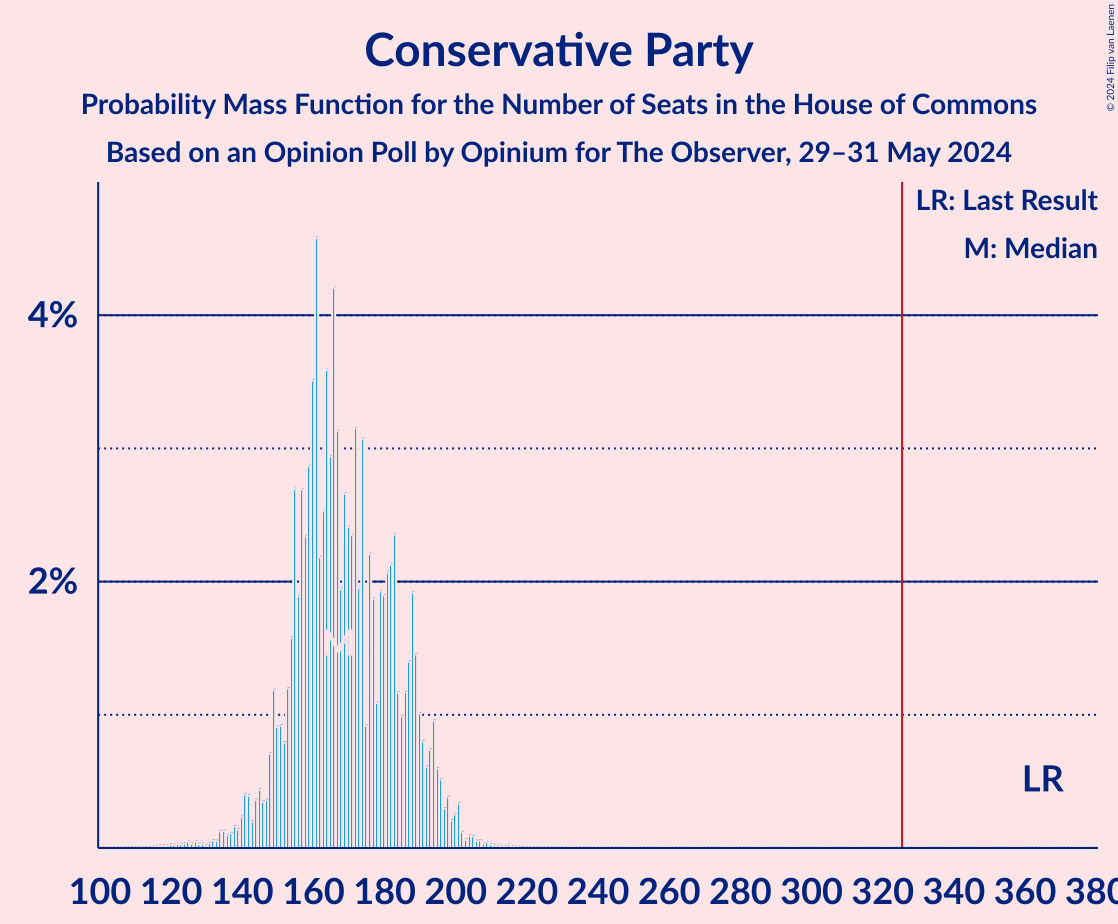 Conservative Party
Probability Mass Function for the Number of Seats in the House of Commons
Based on an Opinion Poll by Opinium for The Observer, 29–31 May 2024
© 2024 Filip van Laenen
LR: Last Result
M: Median
4%
2%
M
LR
100 120 140 160 180 200 220 240 260 280 300 320 340 360 380